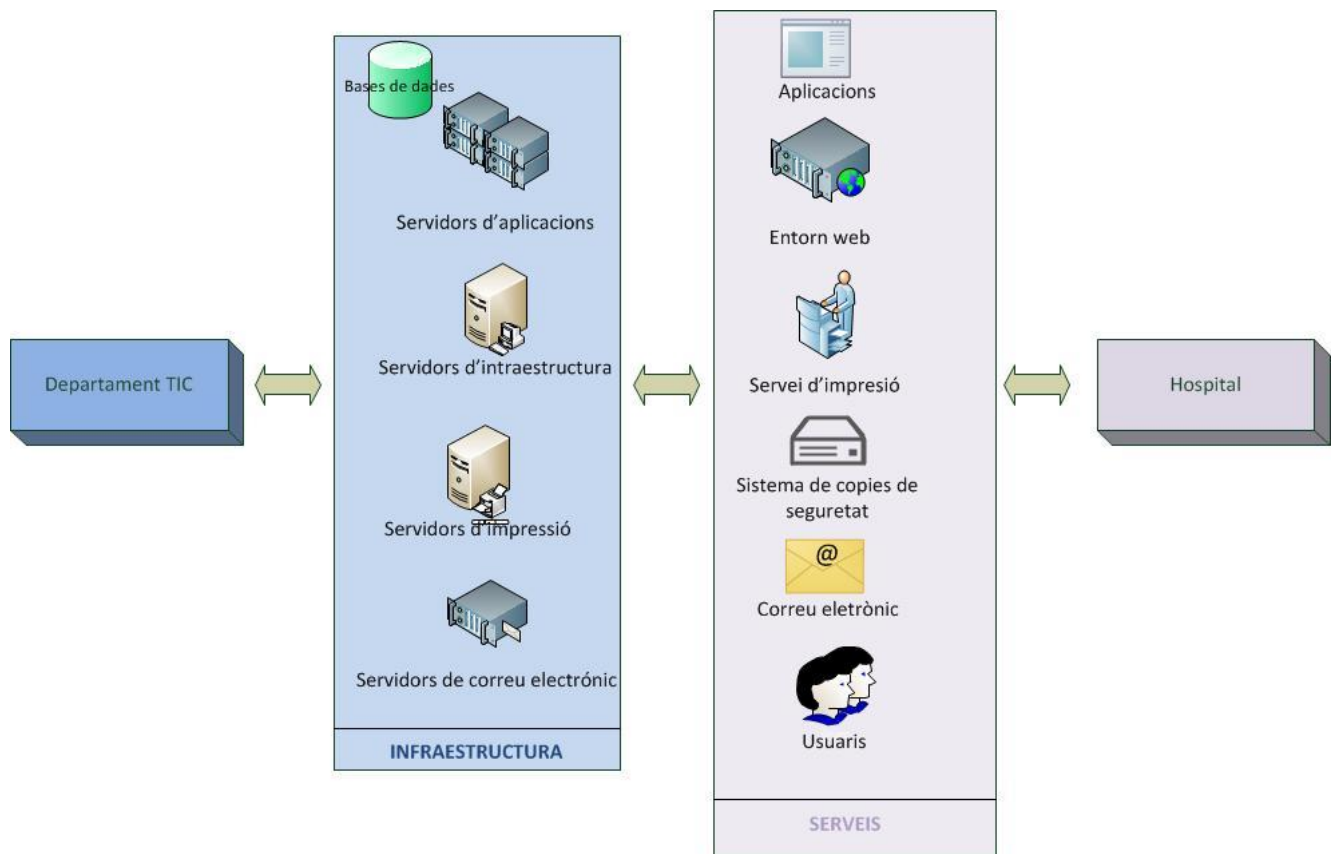 Departament TIC
Bases de dades
Servidors d'aplicacions
Servidors d'intraestructura
Servidors d'impressió
Servidors de correu electrónic
INFRAESTRUCTURA
Aplicacions
Entorn web
Servei d'impresió
Sistema de copies de
seguretat
@
Correu eletrònic
Usuaris
SERVEIS
Hospital